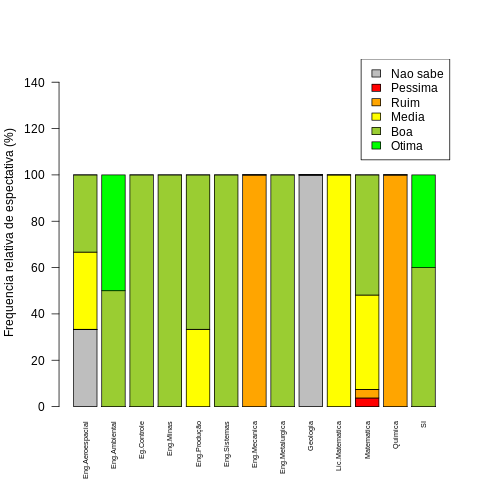 Nao sabe
Pessima
Ruim
Media
Boa
Otima
Frequencia relativa de espectativa (%)
140
120
100
80
60
40
20
0
Eng.Aeroespacial
Eng.Ambiental
Eg.Controle
Eng.Minas
Eng.Produção
Eng.Sistemas
Eng.Mecanica
Eng.Metalurgica
Geologia
Lic.Matematica
Matematica
Quimica
SI